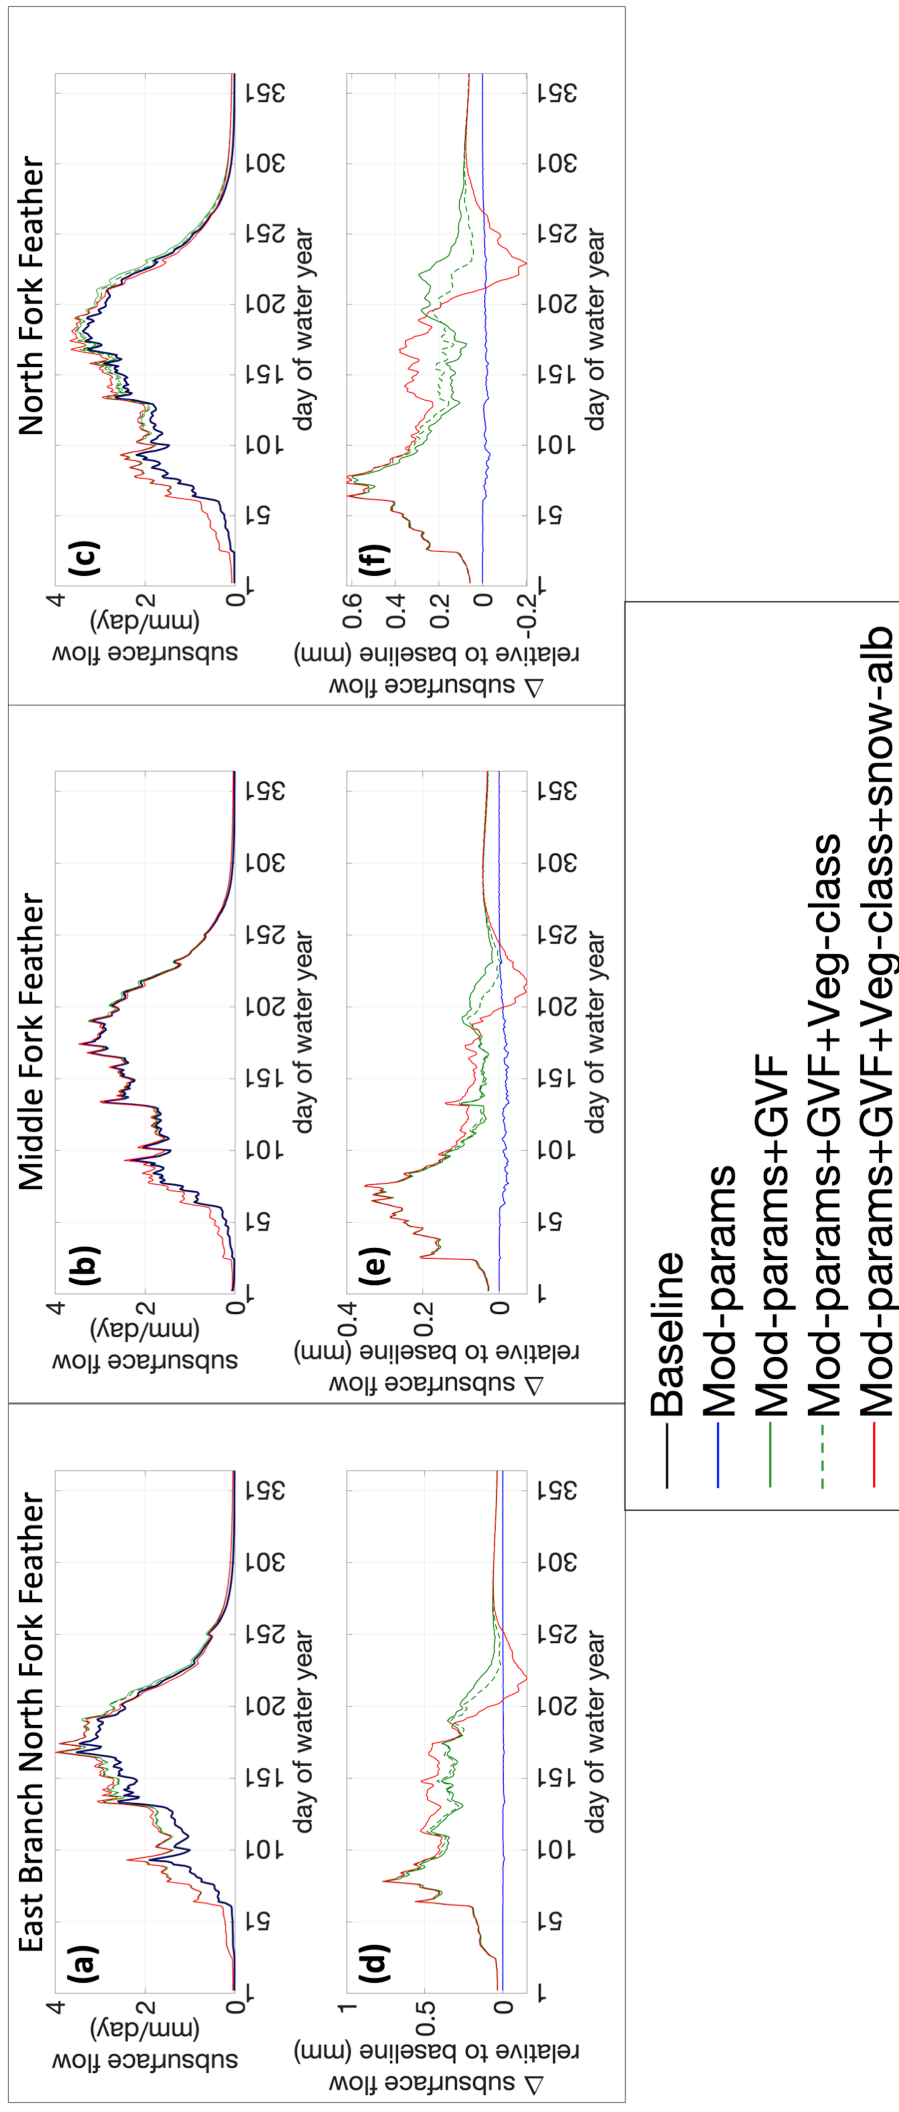 East Branch North Fork Feather
(a)
4
2
0
subsurface flow
(mm/day)
1
51
101
151
201
251
301
351
day of water year
(d)
1
0.5
0
Δ subsurface flow
relative to baseline (mm)
1
51
101
151
201
251
301
351
day of water year
Middle Fork Feather
(b)
4
2
0
subsurface flow
(mm/day)
1
51
101
151
201
251
301
351
day of water year
(e)
0.4
0.2
0
Δ subsurface flow
relative to baseline (mm)
1
51
101
151
201
251
301
351
day of water year
North Fork Feather
(c)
4
2
0
subsurface flow
(mm/day)
1
51
101
151
201
251
301
351
day of water year
(f)
0.6
0.4
0.2
0
-0.2
Δ subsurface flow
relative to baseline (mm)
1
51
101
151
201
251
301
351
day of water year
Baseline
Mod-params
Mod-params+GVF
Mod-params+GVF+Veg-class
Mod-params+GVF+Veg-class+snow-alb